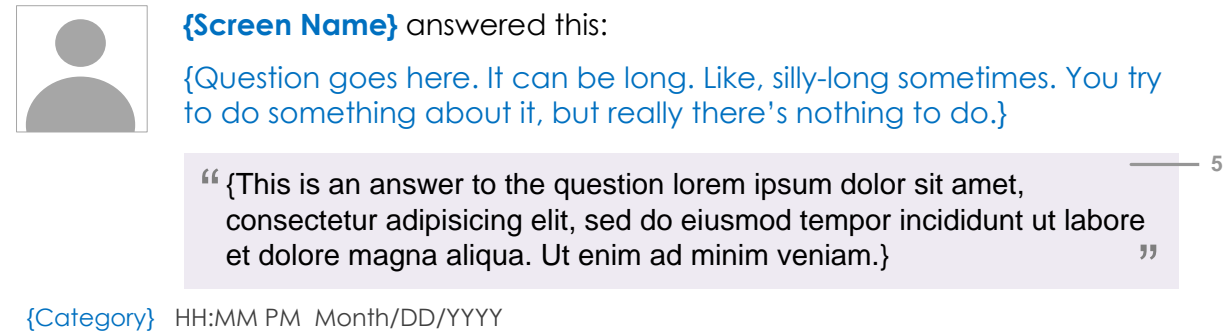 {Screen Name} answered this:
{Question goes here. It can be long. Like, silly-long sometimes. You try
to do something about it, but really there’s nothing to do.}
5
“ {This is an answer to the question lorem ipsum dolor sit amet,
consectetur adipisicing elit, sed do eiusmod tempor incididunt ut labore
et dolore magna aliqua. Ut enim ad minim veniam.} ”
{Category} HH:MM PM Month/DD/YYYY